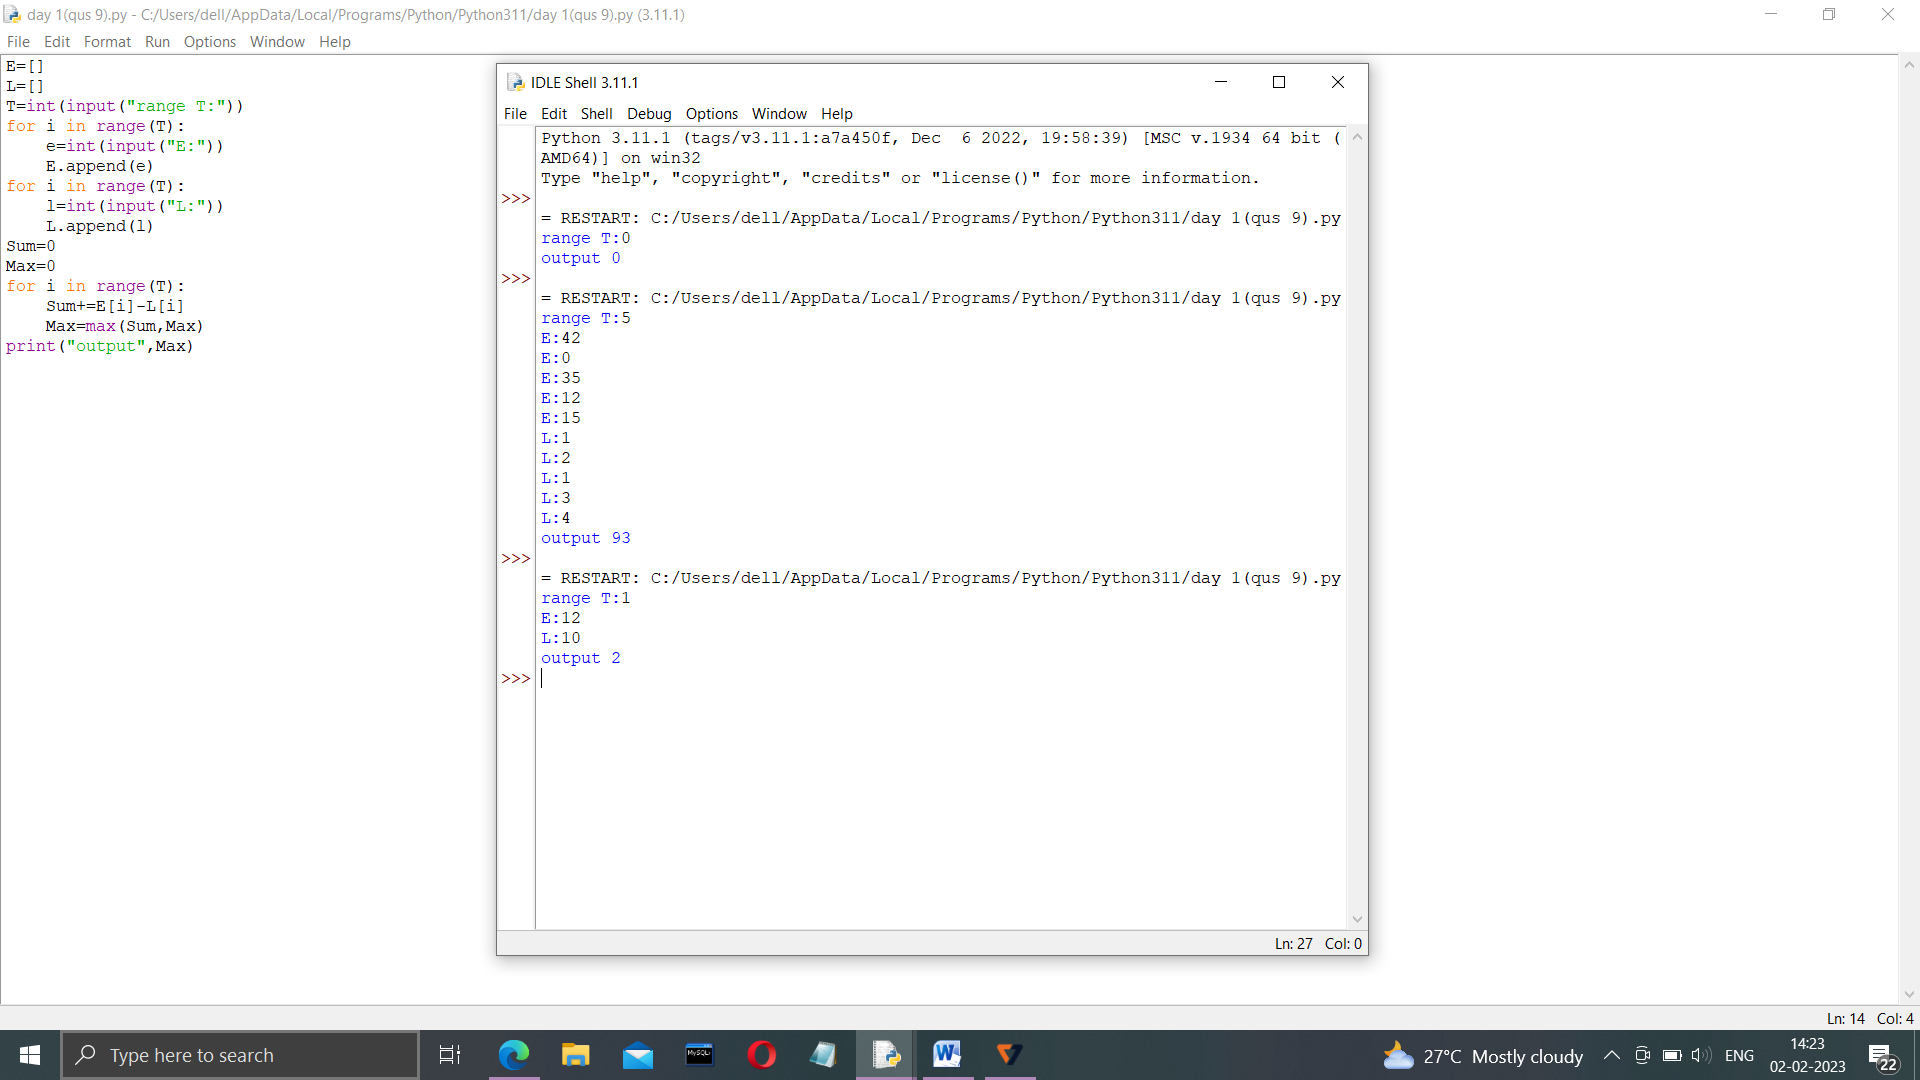 day 1(qus 9).py - C:/Users/dell/AppData/Local/Programs/Python/Python311/day 1(qus 9).py (3.11.1)
File Edit Format Run Options Window Help
E=[]
L=[]
T=int(input("range T:"))
for i in range(T):
    e=int(input("E:"))
    E.append(e)
for i in range(T):
    l=int(input("L:"))
    L.append(l)
Sum=0
Max=0
for i in range(T):
    Sum+=E[i]-L[i]
    Max=max(Sum,Max)
print("output",Max)
IDLE Shell 3.11.1
File Edit Shell Debug Options Window Help
Python 3.11.1 (tags/v3.11.1:a7a450f, Dec  6 2022, 19:58:39) [MSC v.1934 64 bit (
AMD64)] on win32
Type "help", "copyright", "credits" or "license()" for more information.
>>>
= RESTART: C:/Users/dell/AppData/Local/Programs/Python/Python311/day 1(qus 9).py
range T:0
output 0
>>>
= RESTART: C:/Users/dell/AppData/Local/Programs/Python/Python311/day 1(qus 9).py
range T:5
E:42
E:0
E:35
E:12
E:15
L:1
L:2
L:1
L:3
L:4
output 93
>>>
= RESTART: C:/Users/dell/AppData/Local/Programs/Python/Python311/day 1(qus 9).py
range T:1
E:12
L:10
output 2
>>>
Ln: 27 Col: 0
Ln: 14 Col: 4
Type here to search
MySQL
W
27°C Mostly cloudy
ENG
14:23
02-02-2023
22